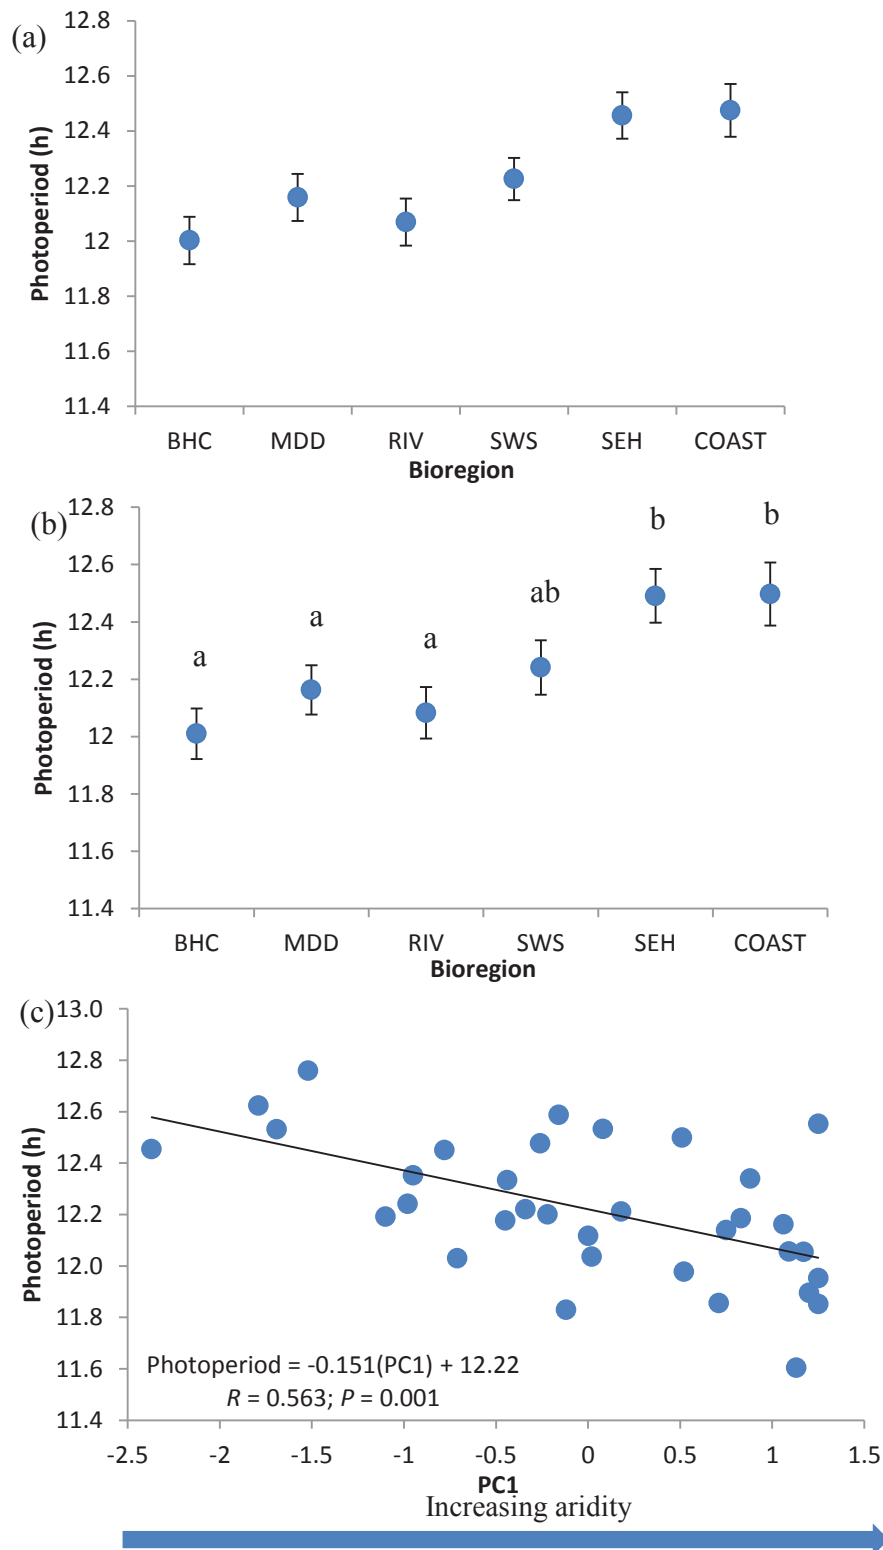 (a)
12.8
12.6
12.4
12.2
12
11.8
11.6
11.4
Photoperiod (h)
BHC MDD RIV SWS SEH COAST
Bioregion
(b)
12.8
12.6
12.4
12.2
12
11.8
11.6
11.4
Photoperiod (h)
a a a ab b b
BHC MDD RIV SWS SEH COAST
Bioregion
(c)
13.0
12.8
12.6
12.4
12.2
12.0
11.8
11.6
11.4
Photoperiod (h)
Photoperiod = -0.151(PC1) + 12.22
R = 0.563; P = 0.001
-2.5 -2 -1.5 -1 -0.5 0 0.5 1 1.5
PC1
Increasing aridity